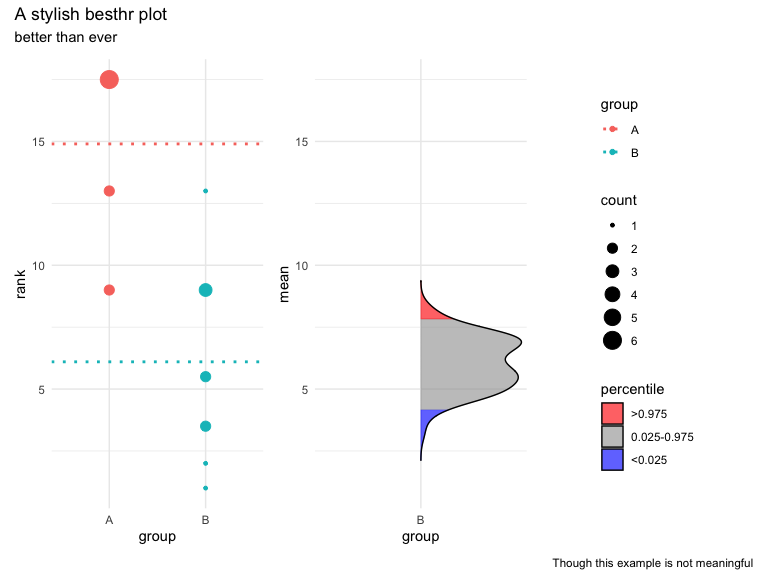 A stylish besthr plot
better than ever
rank
15
10
5
A
B
group
mean
15
10
5
B
group
group
A
B
count
1
2
3
4
5
6
percentile
>0.975
0.025-0.975
<0.025
Though this example is not meaningful